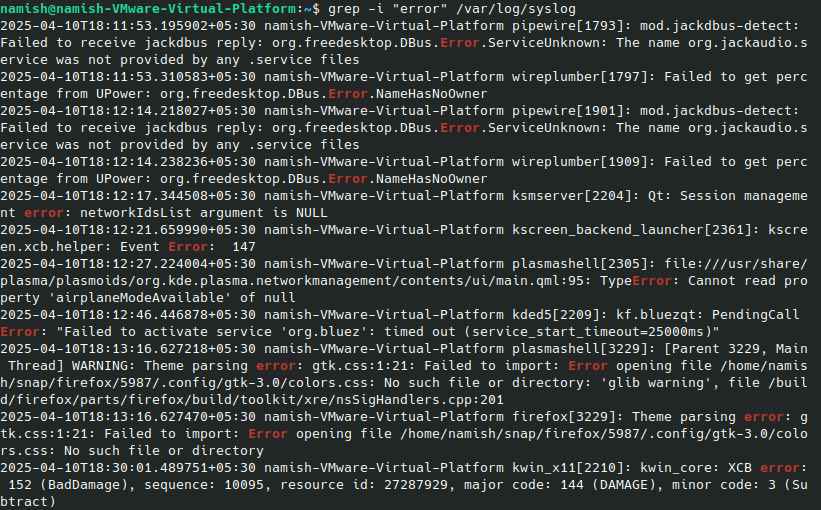 namish@namish-VMware-Virtual-Platform:~$ grep -i "error" /var/log/syslog
2025-04-10T18:11:53.195902+05:30 namish-VMware-Virtual-Platform pipewire[1793]: mod.jackdbus-detect:
Failed to receive jackdbus reply: org.freedesktop.DBus.Error.ServiceUnknown: The name org.jackaudio.s
ervice was not provided by any .service files
2025-04-10T18:11:53.310583+05:30 namish-VMware-Virtual-Platform wireplumber[1797]: Failed to get perc
entage from UPower: org.freedesktop.DBus.Error.NameHasNoOwner
2025-04-10T18:12:14.218027+05:30 namish-VMware-Virtual-Platform pipewire[1901]: mod.jackdbus-detect:
Failed to receive jackdbus reply: org.freedesktop.DBus.Error.ServiceUnknown: The name org.jackaudio.s
ervice was not provided by any .service files
2025-04-10T18:12:14.238236+05:30 namish-VMware-Virtual-Platform wireplumber[1909]: Failed to get perc
entage from UPower: org.freedesktop.DBus.Error.NameHasNoOwner
2025-04-10T18:12:17.344508+05:30 namish-VMware-Virtual-Platform ksmserver[2204]: Qt: Session manageme
nt error: networkIdsList argument is NULL
2025-04-10T18:12:21.659990+05:30 namish-VMware-Virtual-Platform kscreen_backend_launcher[2361]: kscre
en.xcb.helper: Event Error:  147
2025-04-10T18:12:27.224004+05:30 namish-VMware-Virtual-Platform plasmashell[2305]: file:///usr/share/
plasma/plasmoids/org.kde.plasma.networkmanagement/contents/ui/main.qml:95: TypeError: Cannot read pro
perty 'airplaneModeAvailable' of null
2025-04-10T18:12:46.446878+05:30 namish-VMware-Virtual-Platform kded5[2209]: kf.bluezqt: PendingCall
Error: "Failed to activate service 'org.bluez': timed out (service_start_timeout=25000ms)"
2025-04-10T18:13:16.627218+05:30 namish-VMware-Virtual-Platform plasmashell[3229]: [Parent 3229, Main
 Thread] WARNING: Theme parsing error: gtk.css:1:21: Failed to import: Error opening file /home/namis
h/snap/firefox/5987/.config/gtk-3.0/colors.css: No such file or directory: 'glib warning', file /buil
d/firefox/parts/firefox/build/toolkit/xre/nsSigHandlers.cpp:201
2025-04-10T18:13:16.627470+05:30 namish-VMware-Virtual-Platform firefox[3229]: Theme parsing error: g
tk.css:1:21: Failed to import: Error opening file /home/namish/snap/firefox/5987/.config/gtk-3.0/colo
rs.css: No such file or directory
2025-04-10T18:30:01.489751+05:30 namish-VMware-Virtual-Platform kwin_x11[2210]: kwin_core: XCB error:
 152 (BadDamage), sequence: 10095, resource id: 27287929, major code: 144 (DAMAGE), minor code: 3 (Su
btract)